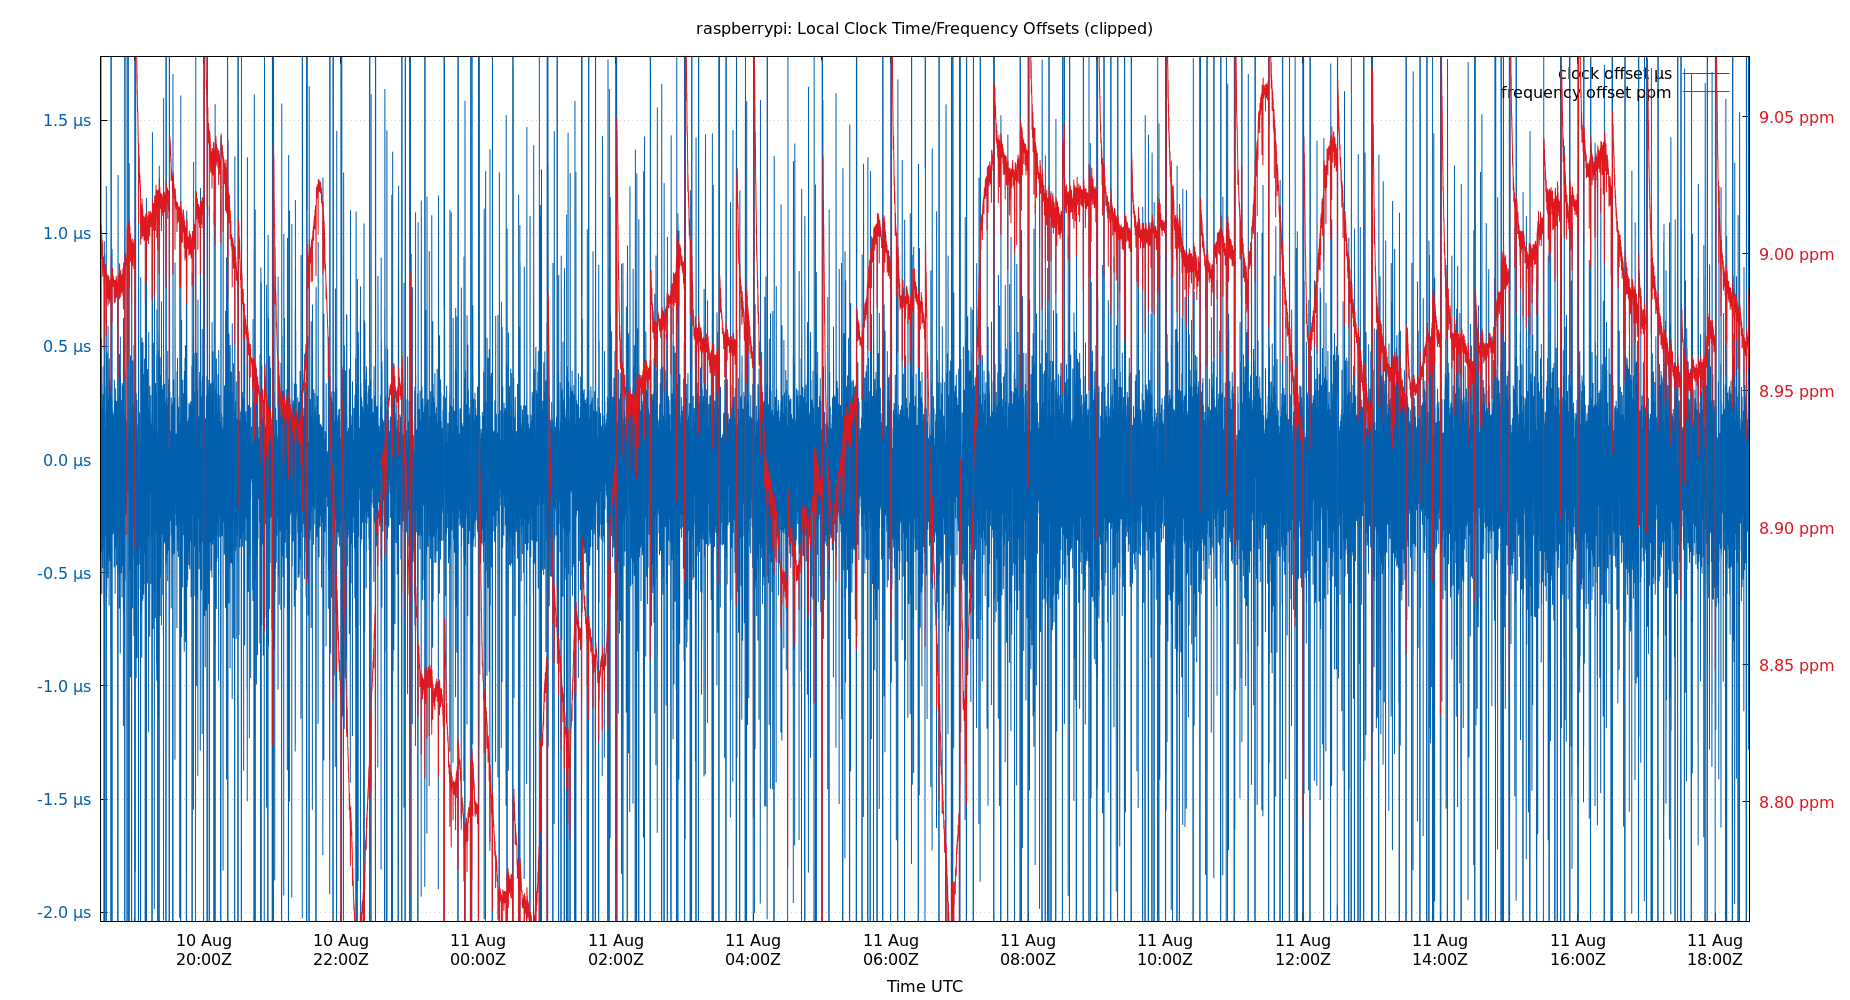 raspberrypi: Local Clock Time/Frequency Offsets (clipped)
clock offset µs
frequency offset ppm
1.5 µs
1.0 µs
0.5 µs
0.0 µs
-0.5 µs
-1.0 µs
-1.5 µs
-2.0 µs
9.05 ppm
9.00 ppm
8.95 ppm
8.90 ppm
8.85 ppm
8.80 ppm
10 Aug
20:00Z
10 Aug
22:00Z
11 Aug
00:00Z
11 Aug
02:00Z
11 Aug
04:00Z
11 Aug
06:00Z
11 Aug
08:00Z
11 Aug
10:00Z
11 Aug
12:00Z
11 Aug
14:00Z
11 Aug
16:00Z
11 Aug
18:00Z
Time UTC